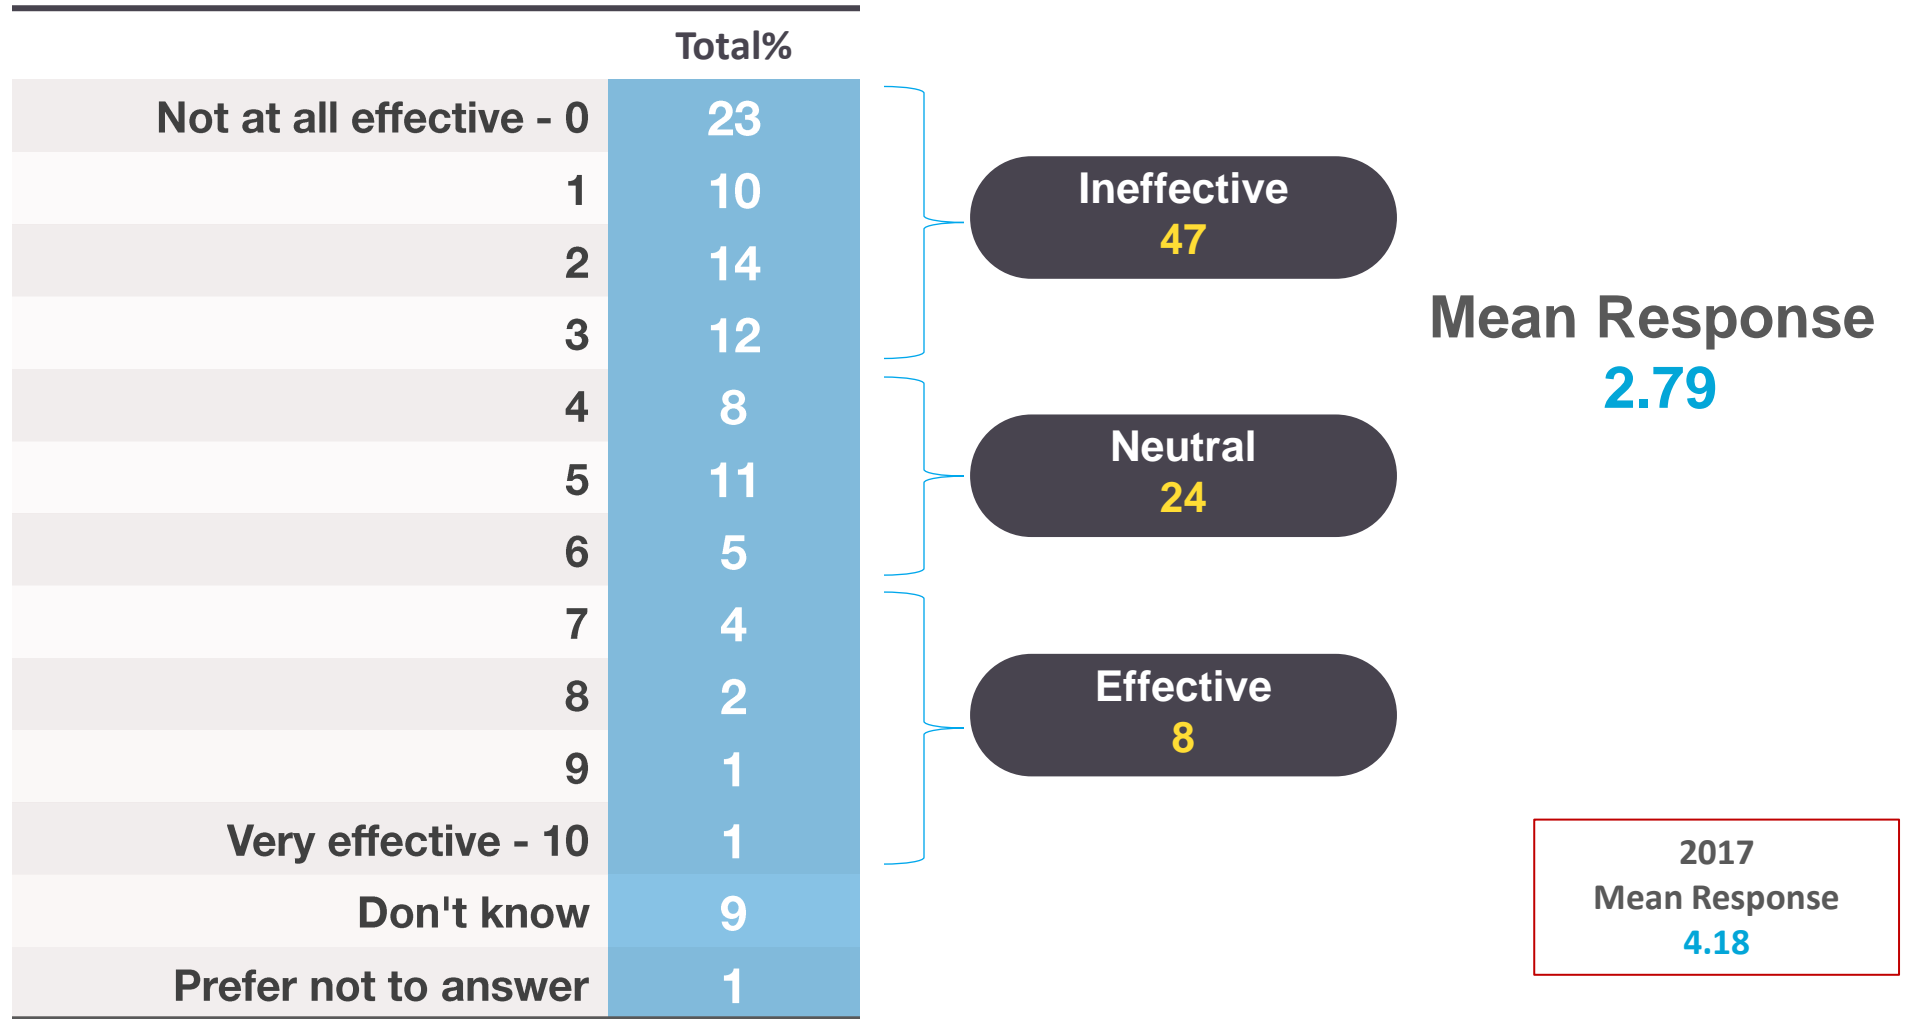 Total%
Not at all effective - 0 23
1 10
2 14
3 12
4 8
5 11
6 5
7 4
8 2
9 1
Very effective - 10 1
Don't know 9
Prefer not to answer 1
Ineffective
47
Neutral
24
Effective
8
Mean Response
2.79
2017
Mean Response
4.18